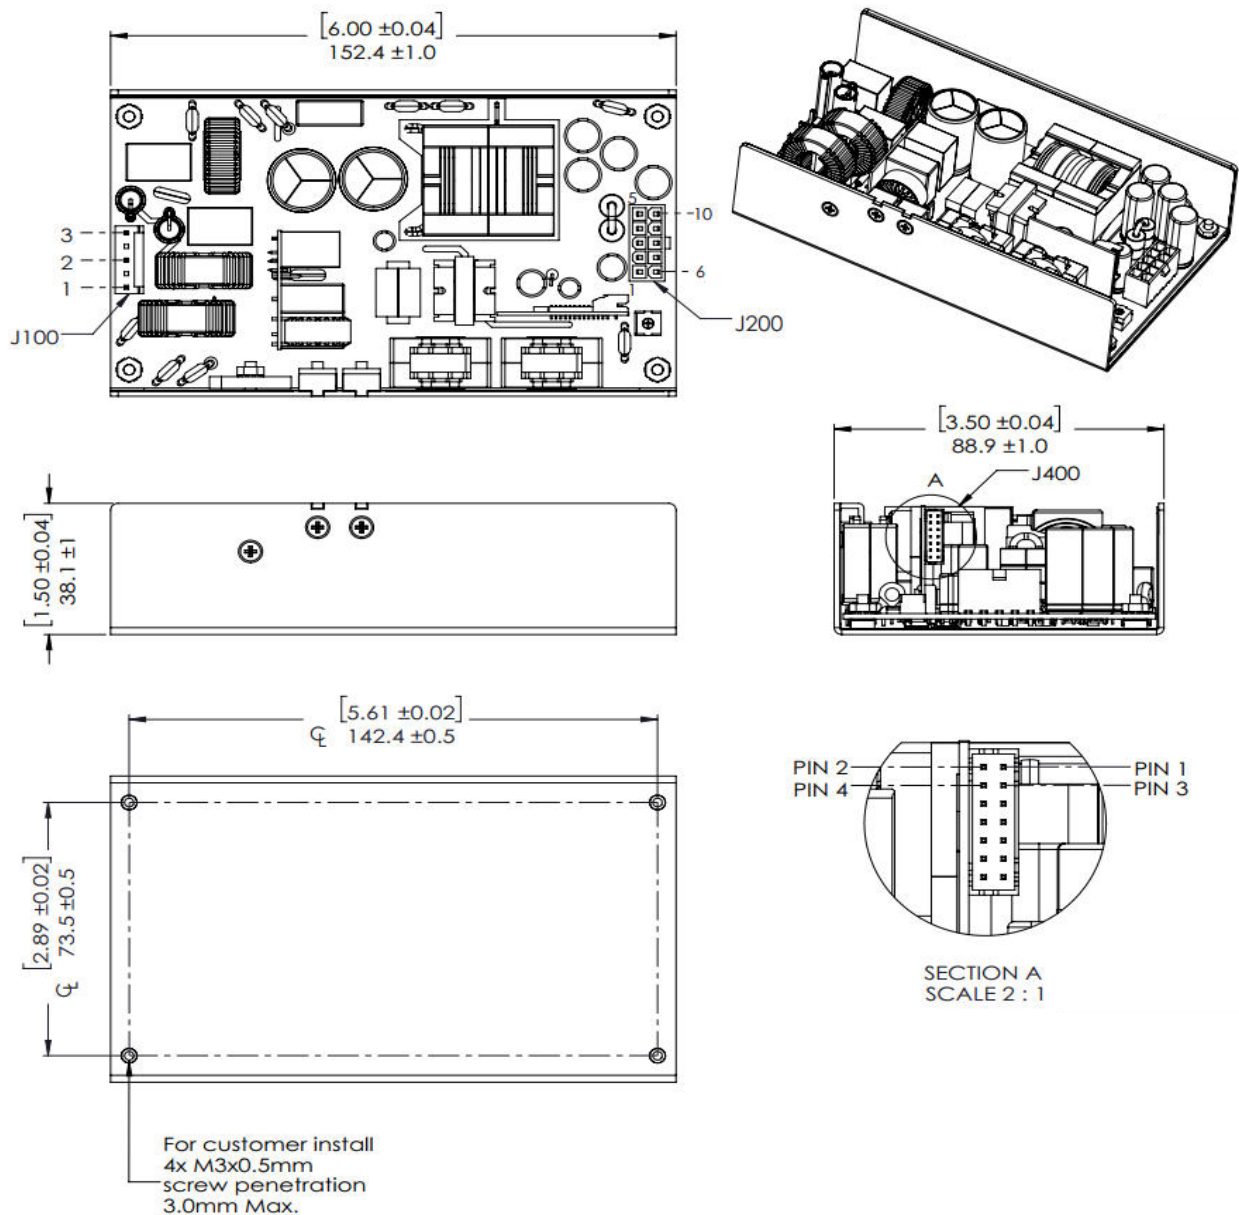 [6.00 ±0.04]
152.4 ±1.0
3
2
1
J100
5
10
6
1
J200
[3.50 ±0.04]
88.9 ±1.0
A
J400
[1.50 ±0.04]
38.1 ±1
[5.61 ±0.02]
℄ 142.4 ±0.5
[2.89 ±0.02]
℄ 73.5 ±0.5
PIN 2
PIN 1
PIN 4
PIN 3
SECTION A
SCALE 2 : 1
For customer install
4x M3x0.5mm
screw penetration
3.0mm Max.